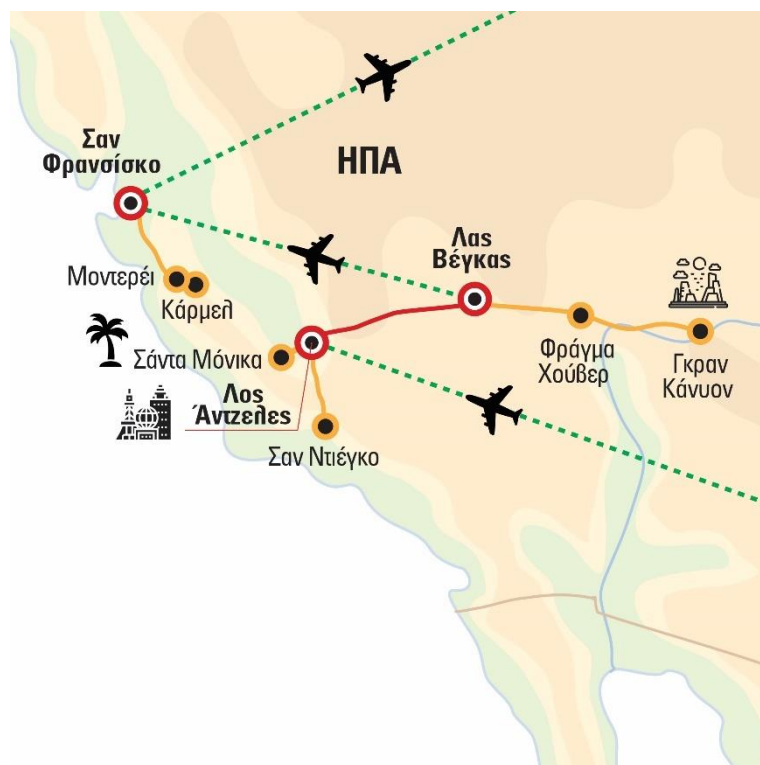 Σαν
Φρανσίσκο
ΗΠΑ
Λας
Βέγκας
Μοντερέι
Κάρμελ
Σάντα Μόνικα
Φράγμα
Χούβερ
Γκραν
Κάνυον
Λος
Άντζελες
Σαν Ντιέγκο